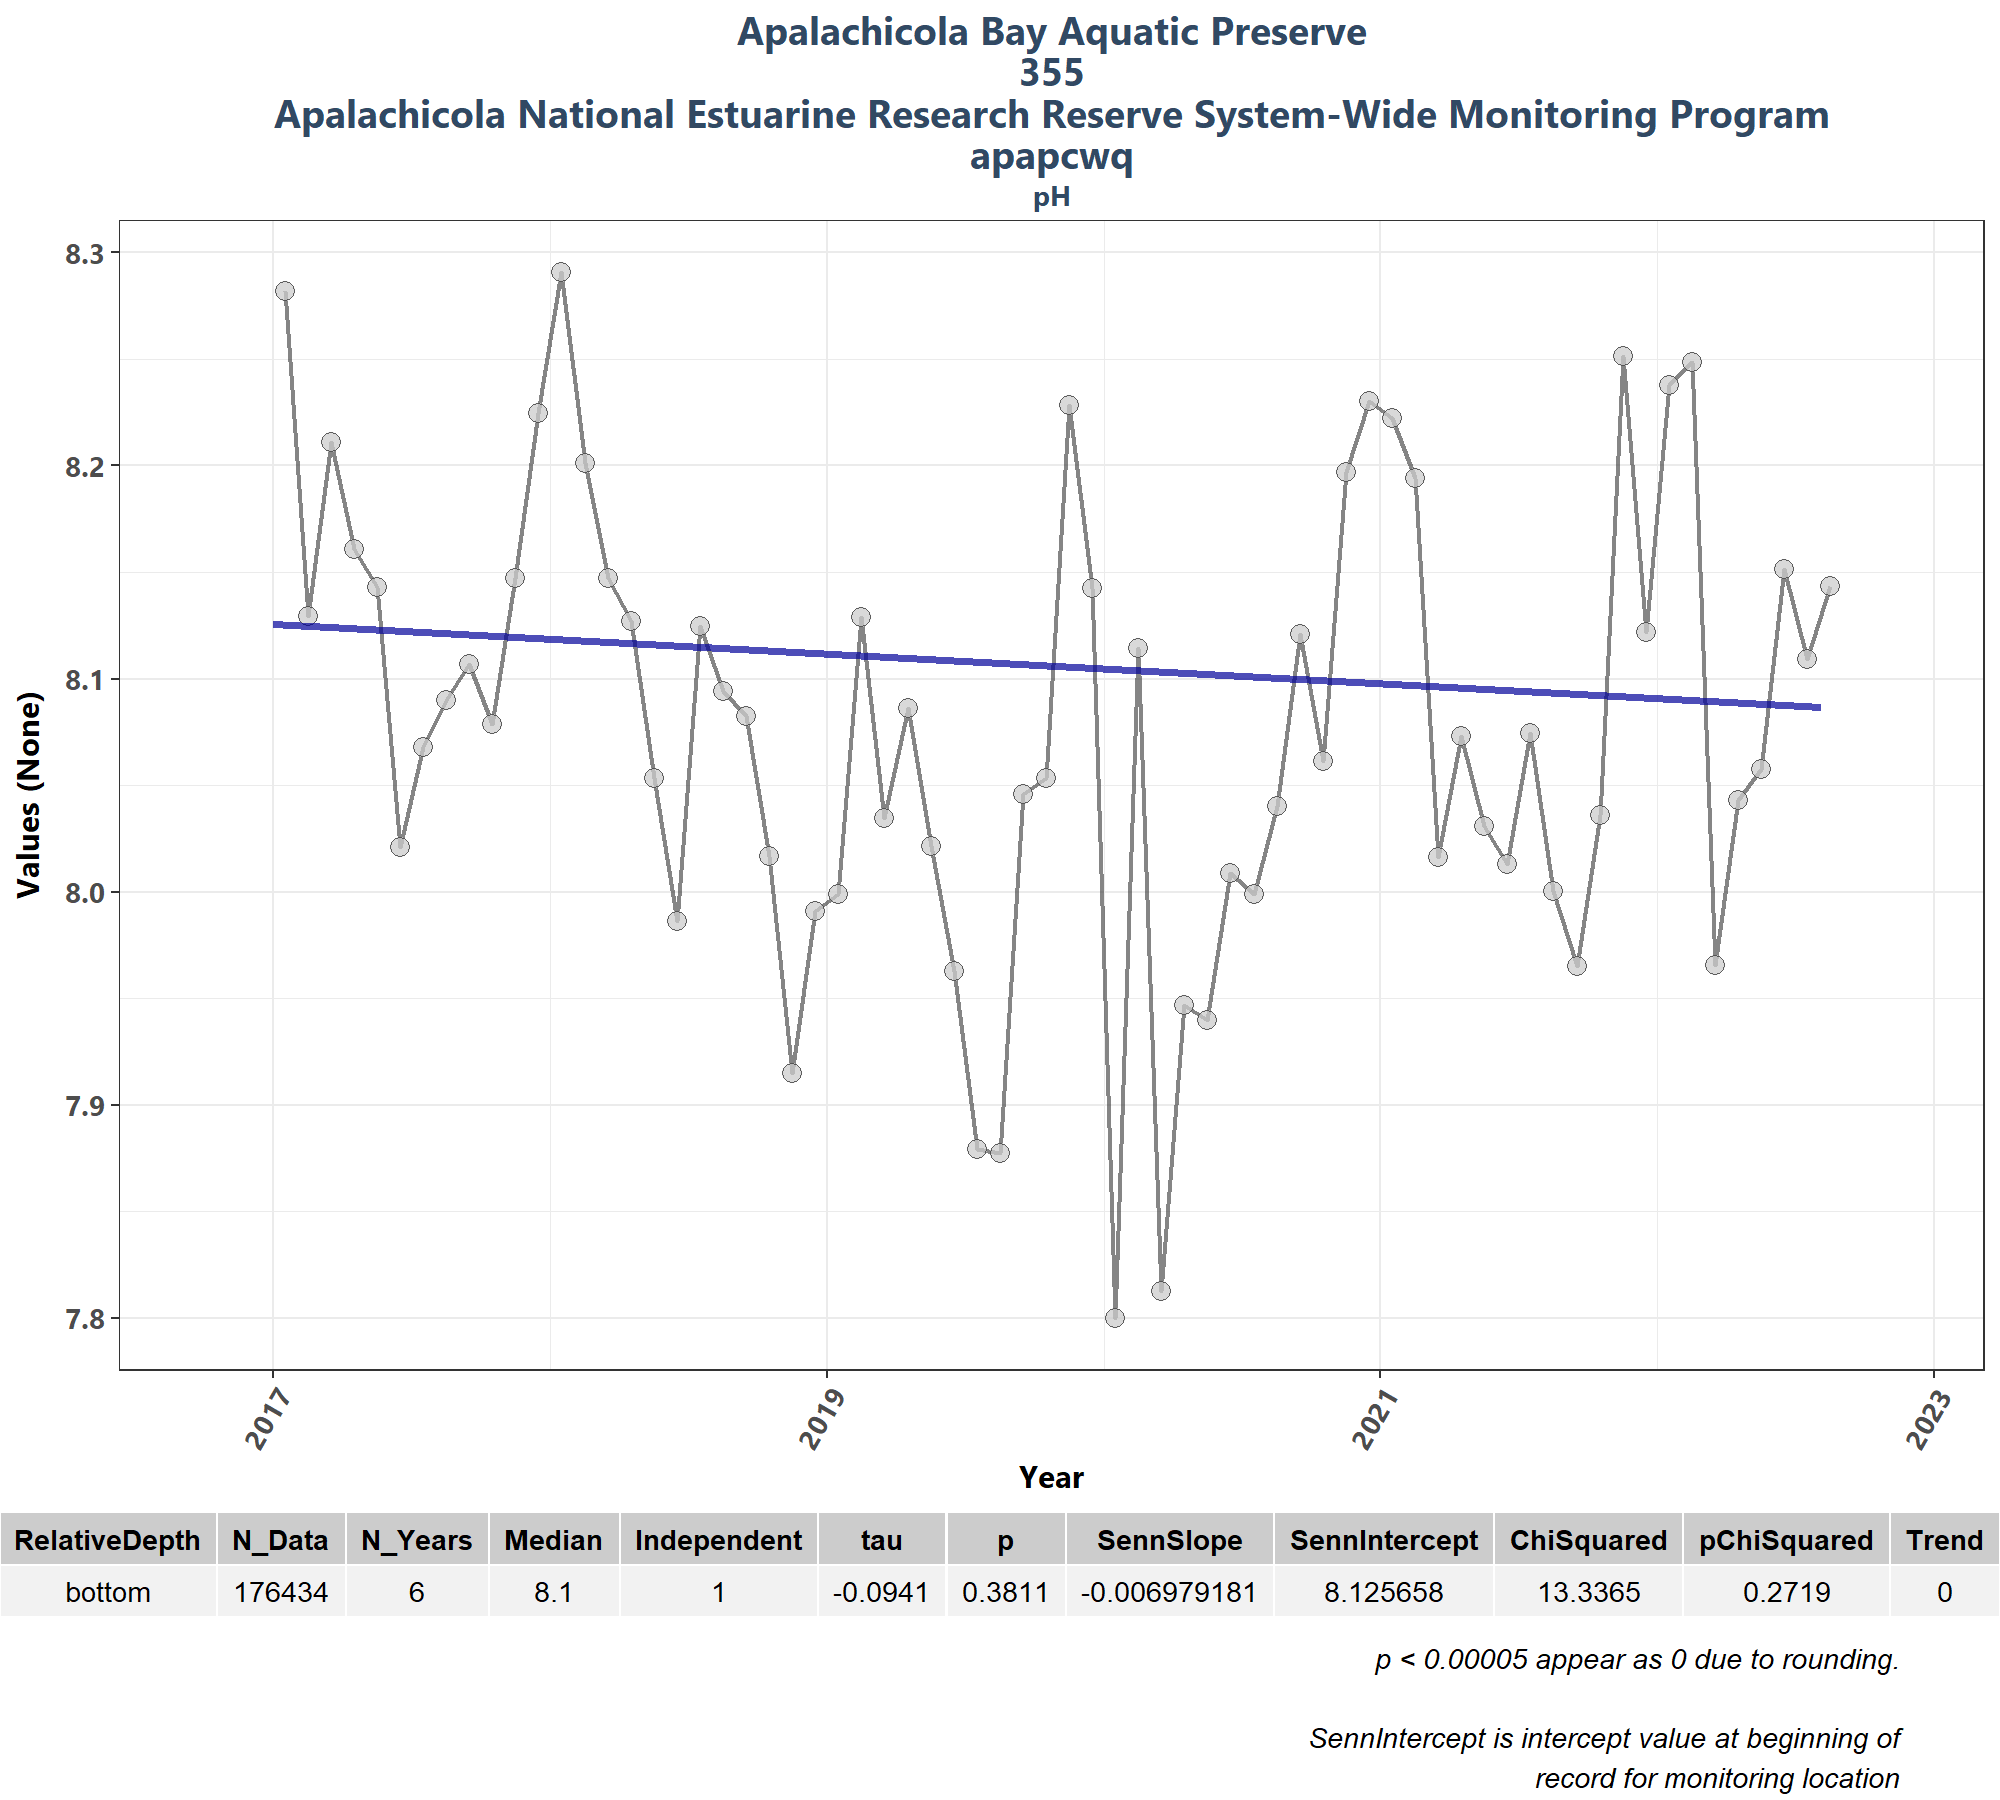 Apalachicola Bay Aquatic Preserve
355
Apalachicola National Estuarine Research Reserve System-Wide Monitoring Program
apapcwq
pH
8.3
8.2
8.1
8.0
7.9
7.8
Values (None)
2017
2019
2021
2023
Year
RelativeDepth N_Data N_Years Median Independent tau p SennSlope SennIntercept ChiSquared pChiSquared Trend
bottom 176434 6 8.1 1 -0.0941 0.3811 -0.006979181 8.125658 13.3365 0.2719 0
p < 0.00005 appear as 0 due to rounding.
SennIntercept is intercept value at beginning of
record for monitoring location